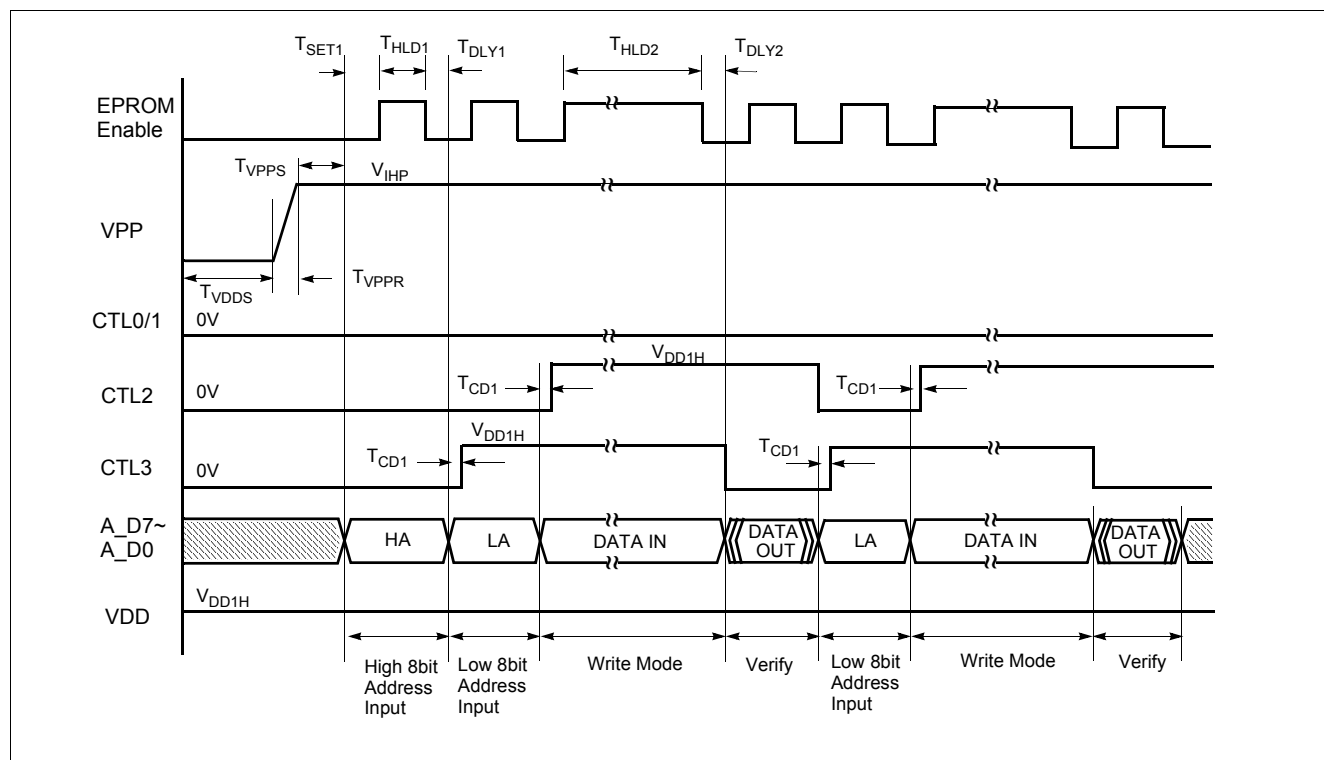 TSET1 THLD1 TDLY1 THLD2 TDLY2
EPROM
Enable
TVPPS VIHP
VPP
TVDDS TVPPR
CTL0/1 0V
VDD1H
CTL2 0V TCD1 TCD1
VDD1H
CTL3 0V TCD1 TCD1
A_D7~
A_D0
HA LA DATA IN DATA
OUT LA DATA IN DATA
OUT
VDD1H
VDD
High 8bit
Address
Input
Low 8bit
Address
Input
Write Mode
Verify
Low 8bit
Address
Input
Write Mode
Verify